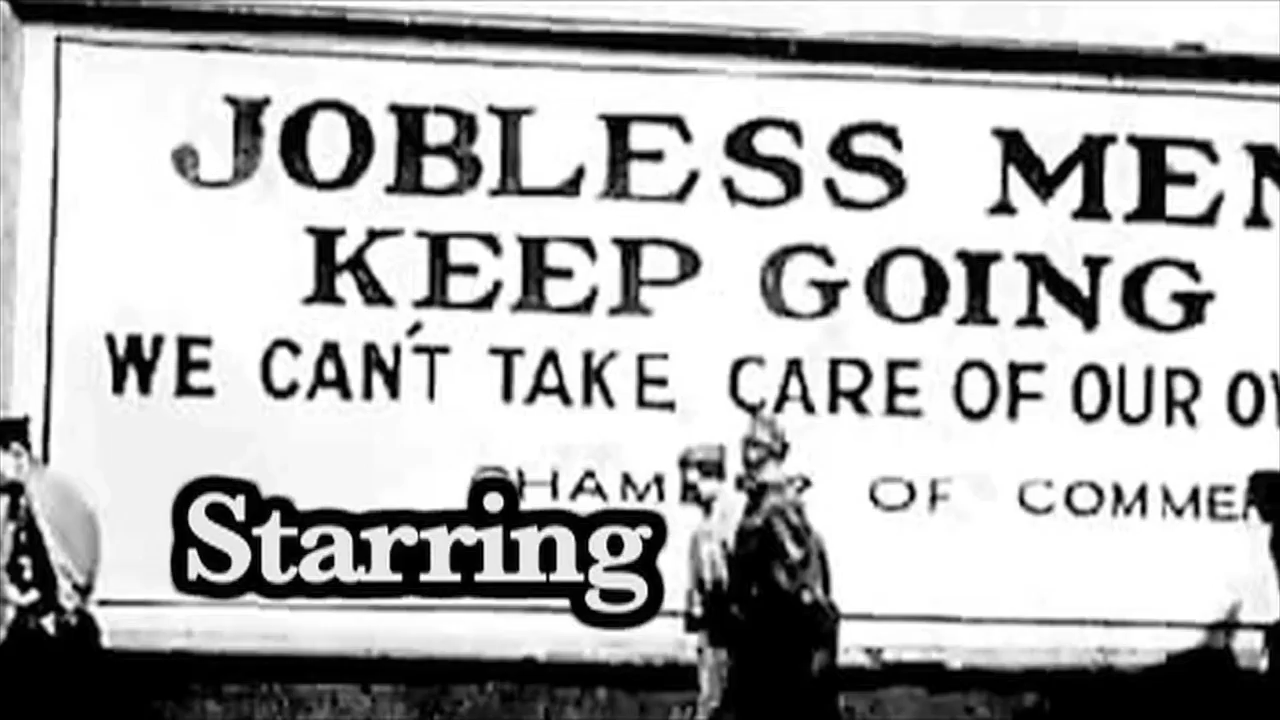 JOBLESS MEN
KEEP GOING
WE CAN'T TAKE CARE OF OUR
OF
Starring